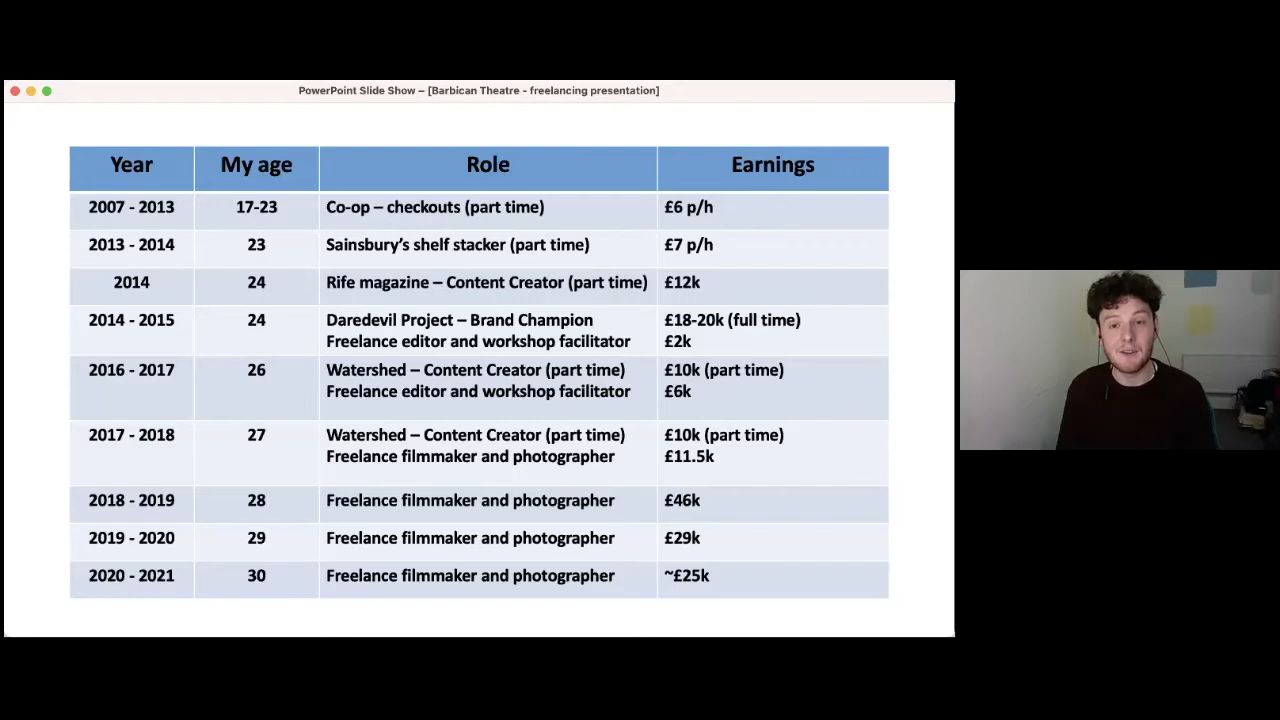 PowerPoint Slide Show – [Barbican Theatre - freelancing presentation]
Year My age Role Earnings
2007 - 2013 17-23 Co-op – checkouts (part time) £6 p/h
2013 - 2014 23 Sainsbury’s shelf stacker (part time) £7 p/h
2014 24 Rife magazine – Content Creator (part time) £12k
2014 - 2015 24 Daredevil Project – Brand Champion £18-20k (full time)
Freelance editor and workshop facilitator £2k
2016 - 2017 26 Watershed – Content Creator (part time) £10k (part time)
Freelance editor and workshop facilitator £6k
2017 - 2018 27 Watershed – Content Creator (part time) £10k (part time)
Freelance filmmaker and photographer £11.5k
2018 - 2019 28 Freelance filmmaker and photographer £46k
2019 - 2020 29 Freelance filmmaker and photographer £29k
2020 - 2021 30 Freelance filmmaker and photographer ~£25k